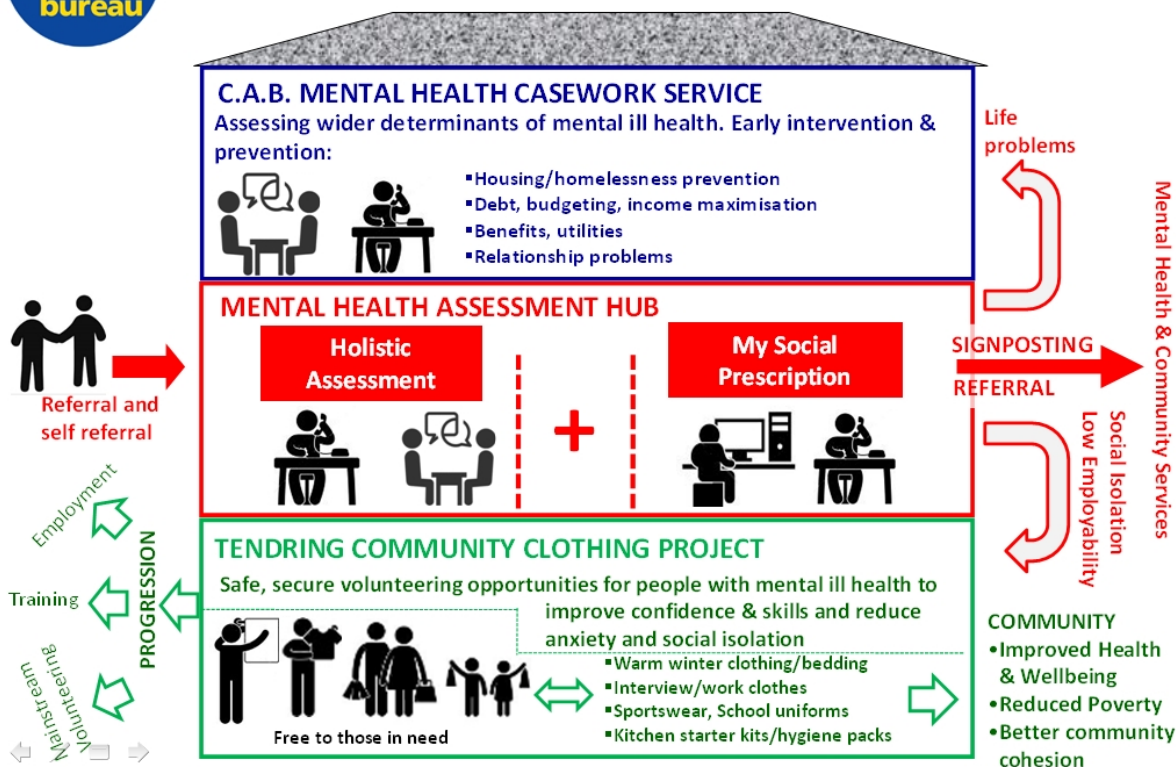 bureau
C.A.B. MENTAL HEALTH CASEWORK SERVICE
Assessing wider determinants of mental ill health. Early intervention &
prevention:
▪Housing/homelessness prevention
▪Debt, budgeting, income maximisation
▪Benefits, utilities
▪Relationship problems
Life
problems
Mental Health & Community Services
MENTAL HEALTH ASSESSMENT HUB
Holistic
Assessment
+
My Social
Prescription
SIGNPOSTING
REFERRAL
Referral and
self referral
Social Isolation
Low Employability
TENDRING COMMUNITY CLOTHING PROJECT
Safe, secure volunteering opportunities for people with mental ill health to
improve confidence & skills and reduce
anxiety and social isolation
▪Warm winter clothing/bedding
▪Interview/work clothes
▪Sportswear, School uniforms
▪Kitchen starter kits/hygiene packs
Free to those in need
PROGRESSION
Employment
Training
Mainstream
Volunteering
COMMUNITY
•Improved Health
& Wellbeing
•Reduced Poverty
•Better community
cohesion